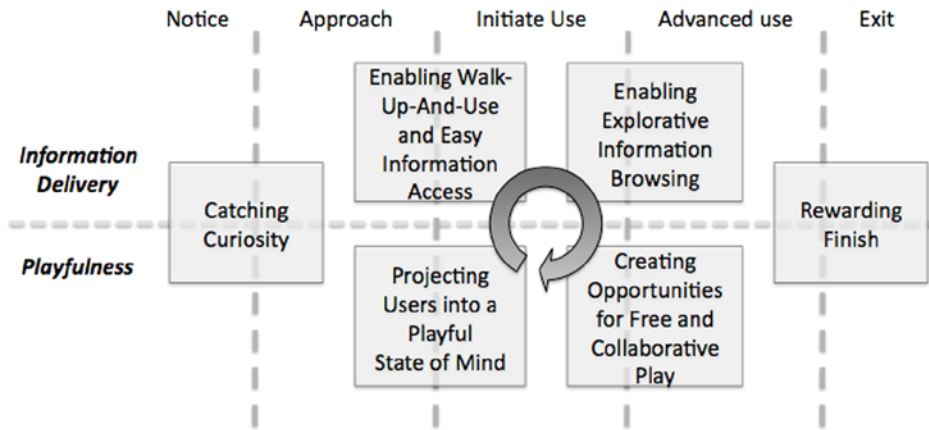 Notice Approach Initiate Use Advanced use Exit
Information
Delivery
Playfulness
Catching
Curiosity
Enabling Walk-
Up-And-Use
and Easy
Information
Access
Enabling
Explorative
Information
Browsing
Projecting
Users into a
Playful
State of Mind
Creating
Opportunities
for Free and
Collaborative
Play
Rewarding
Finish